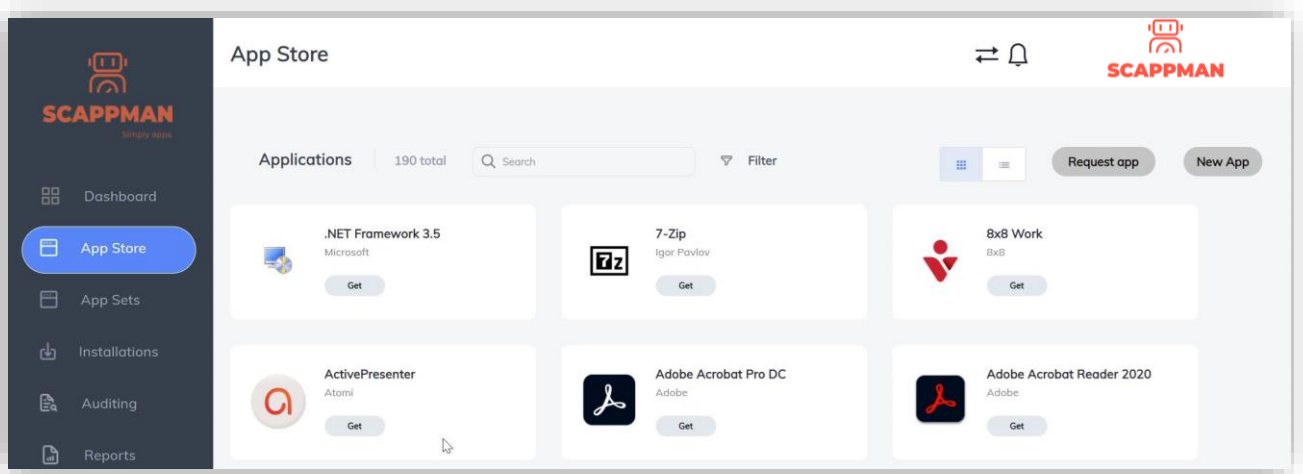 SCAPPMAN
Simply apps.
Dashboard
App Store
App Sets
Installations
Auditing
Reports
App Store
SCAPPMAN
Applications 190 total Search Filter Request app New App
.NET Framework 3.5
Microsoft
Get
7-Zip
Igor Pavlov
Get
8x8 Work
8x8
Get
ActivePresenter
Atomi
Get
Adobe Acrobat Pro DC
Adobe
Get
Adobe Acrobat Reader 2020
Adobe
Get